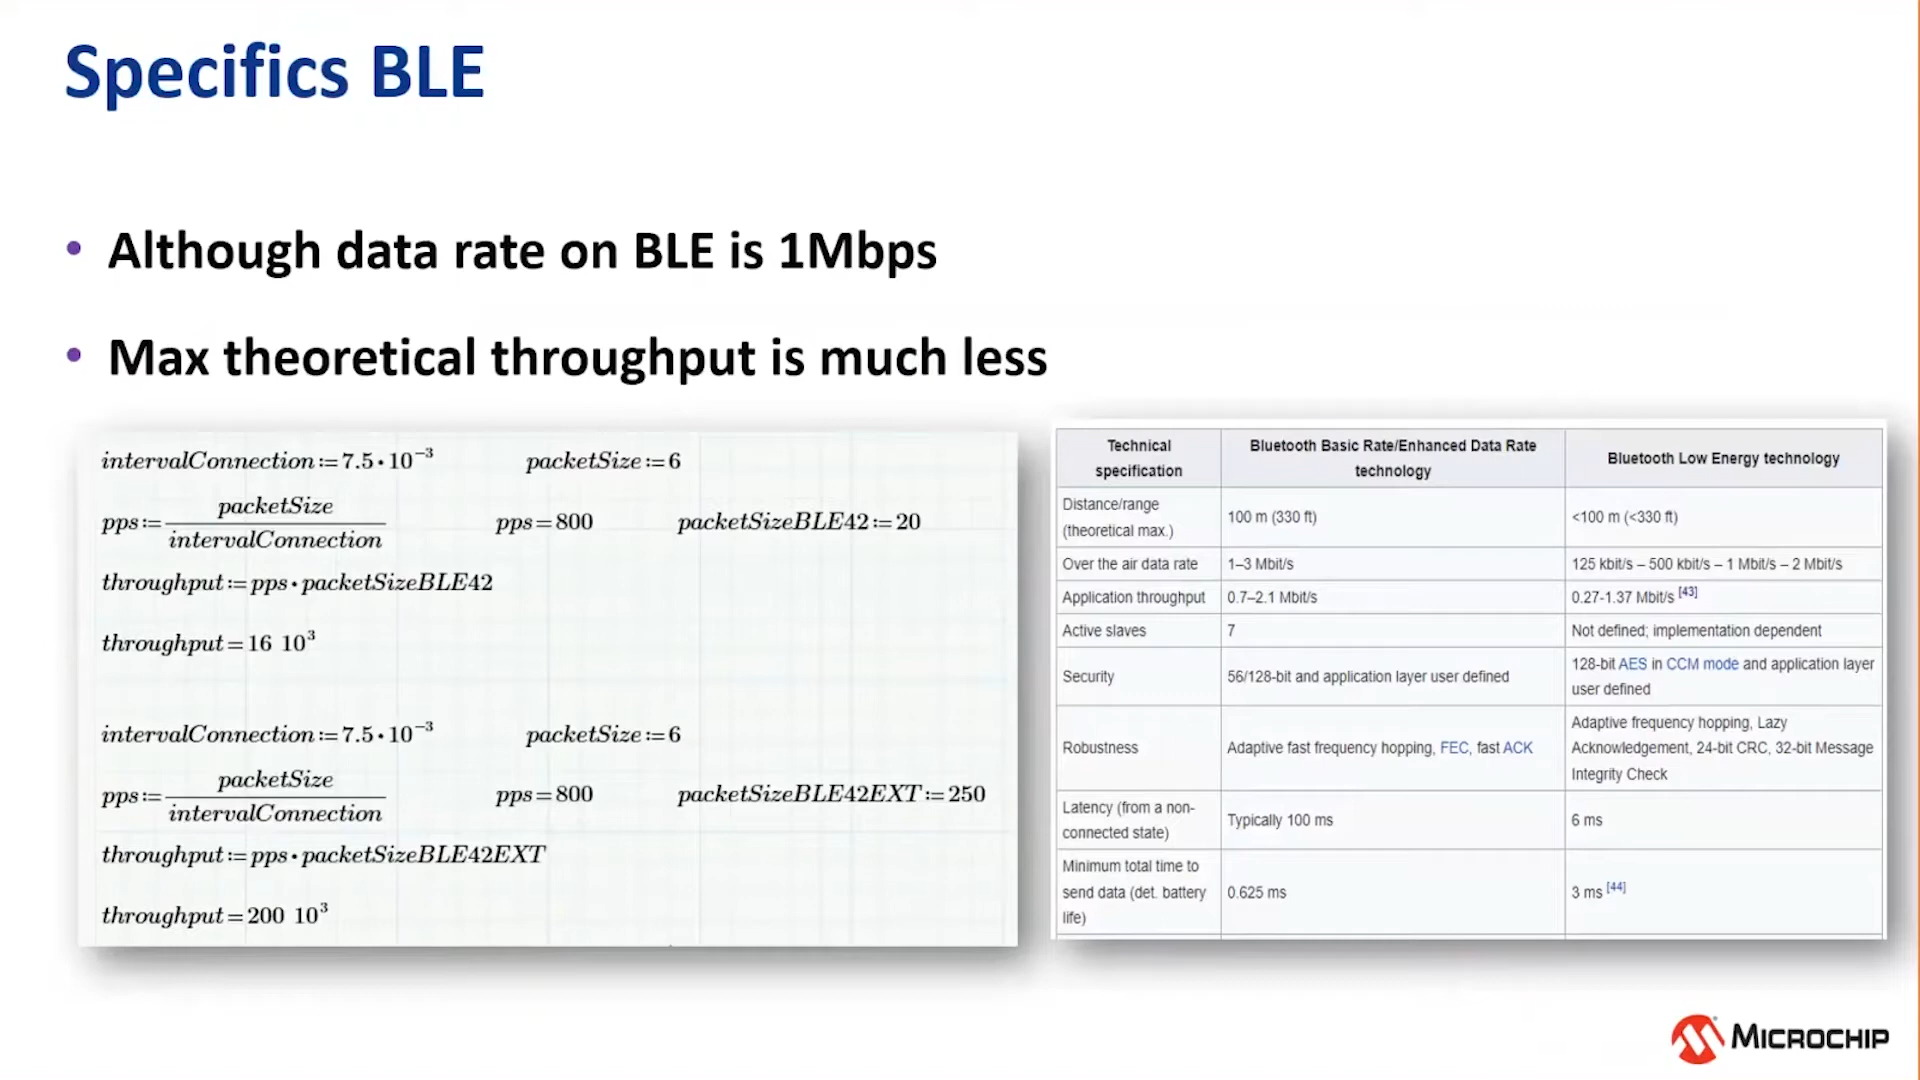 Specifics BLE
• Although data rate on BLE is 1Mbps
• Max theoretical throughput is much less
intervalConnection:=7.5•10⁻³ packetSize:=6
pps:=packetSize/intervalConnection pps=800 packetSizeBLE42:=20
throughput:=pps•packetSizeBLE42
throughput=16 10³
intervalConnection:=7.5•10⁻³ packetSize:=6
pps:=packetSize/intervalConnection pps=800 packetSizeBLE42EXT:=250
throughput:=pps•packetSizeBLE42EXT
throughput=200 10³
Technical
specification
Bluetooth Basic Rate/Enhanced Data Rate
technology
Bluetooth Low Energy technology
Distance/range
(theoretical max.)
100 m (330 ft)
<100 m (<330 ft)
Over the air data rate
1–3 Mbit/s
125 kbit/s – 500 kbit/s – 1 Mbit/s – 2 Mbit/s
Application throughput
0.7–2.1 Mbit/s
0.27-1.37 Mbit/s [43]
Active slaves
7
Not defined; implementation dependent
Security
56/128-bit and application layer user defined
128-bit AES in CCM mode and application layer
user defined
Robustness
Adaptive fast frequency hopping, FEC, fast ACK
Adaptive frequency hopping, Lazy
Acknowledgement, 24-bit CRC, 32-bit Message
Integrity Check
Latency (from a non-
connected state)
Typically 100 ms
6 ms
Minimum total time to
send data (det. battery
life)
0.625 ms
3 ms [44]
MICROCHIP